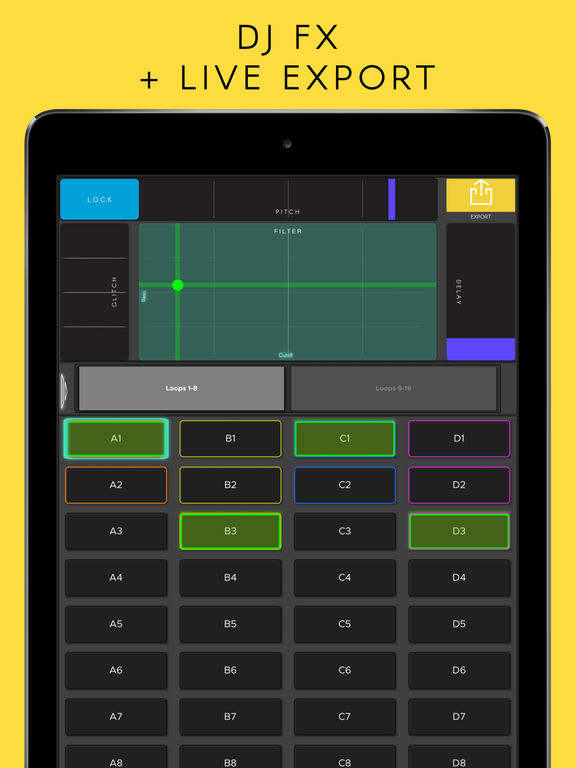 DJ FX
+ LIVE EXPORT
LOCK
PITCH
EXPORT
FILTER
GLITCH
Reso
Cutoff
DELAY
Loops 1-8
Loops 9-16
A1 B1 C1 D1
A2 B2 C2 D2
A3 B3 C3 D3
A4 B4 C4 D4
A5 B5 C5 D5
A6 B6 C6 D6
A7 B7 C7 D7
A8 B8 C8 D8